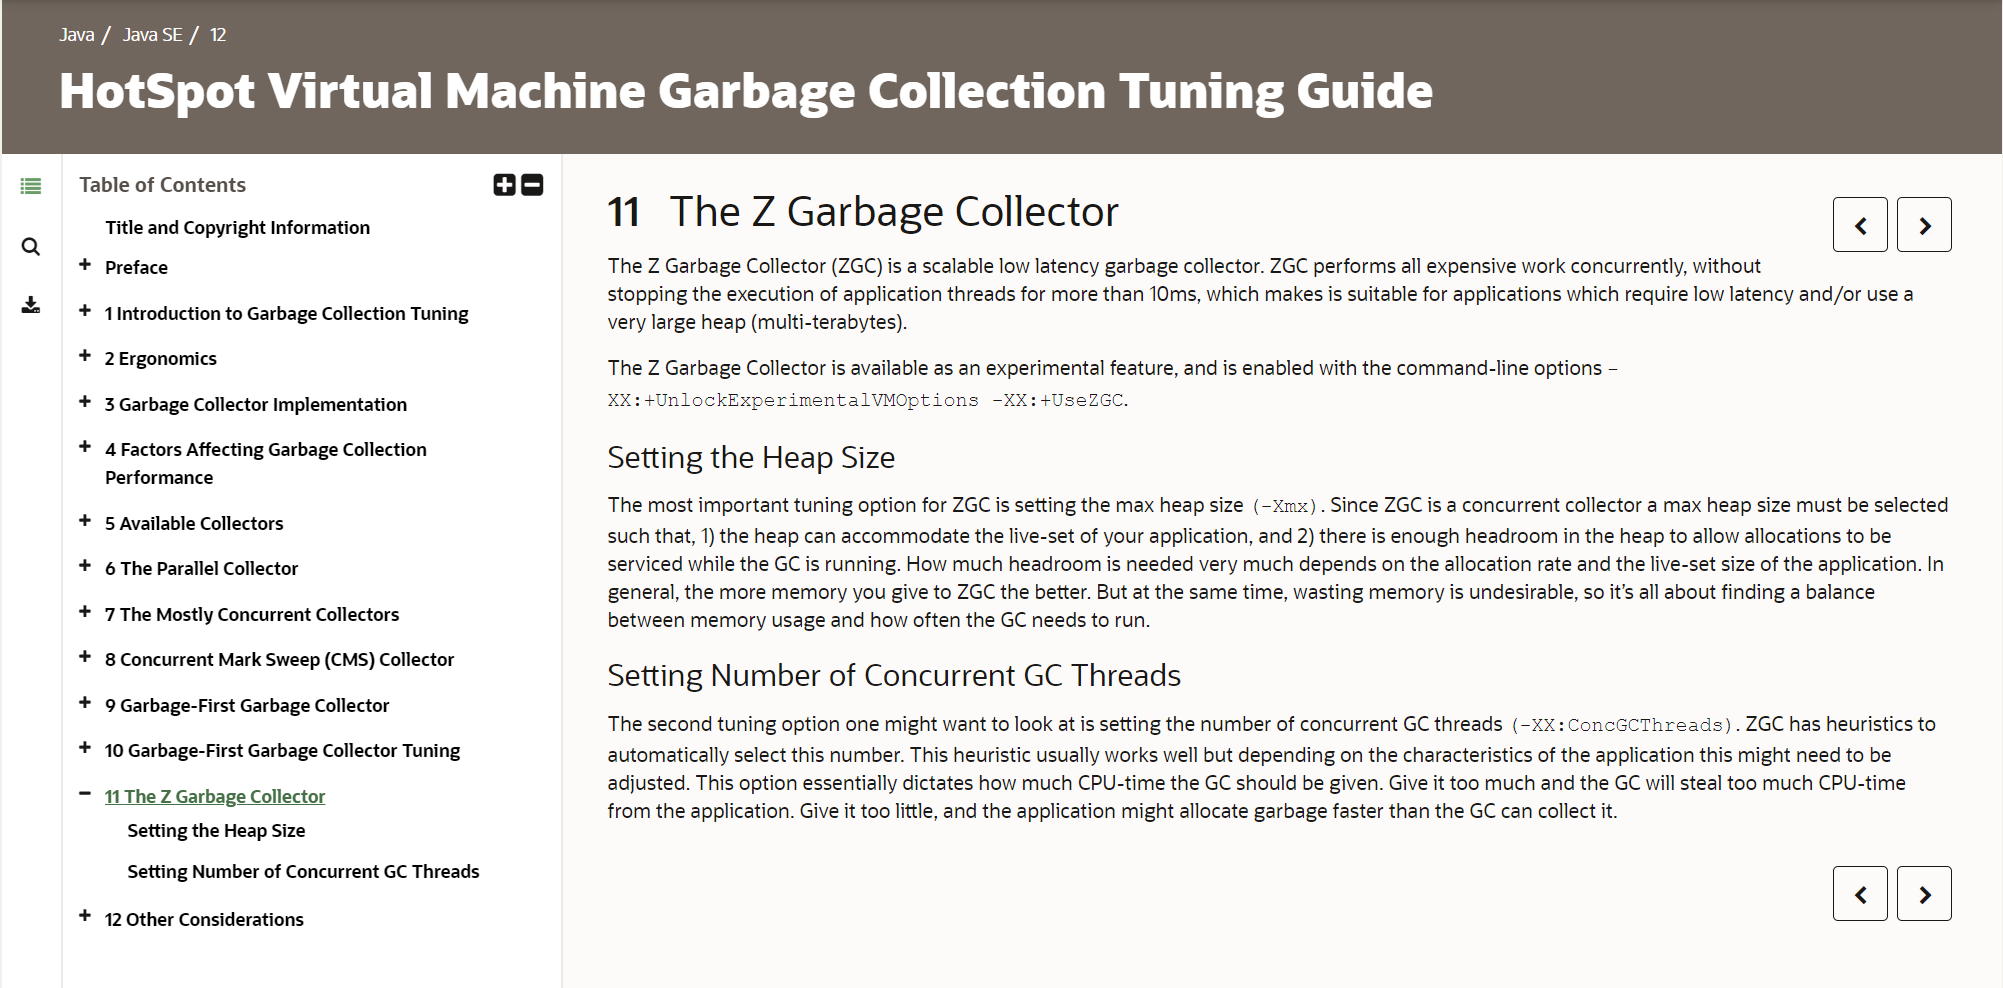 Java / Java SE / 12
HotSpot Virtual Machine Garbage Collection Tuning Guide
Table of Contents
Title and Copyright Information
+ Preface
+ 1 Introduction to Garbage Collection Tuning
+ 2 Ergonomics
+ 3 Garbage Collector Implementation
+ 4 Factors Affecting Garbage Collection
Performance
+ 5 Available Collectors
+ 6 The Parallel Collector
+ 7 The Mostly Concurrent Collectors
+ 8 Concurrent Mark Sweep (CMS) Collector
+ 9 Garbage-First Garbage Collector
+ 10 Garbage-First Garbage Collector Tuning
− 11 The Z Garbage Collector
Setting the Heap Size
Setting Number of Concurrent GC Threads
+ 12 Other Considerations
11 The Z Garbage Collector
The Z Garbage Collector (ZGC) is a scalable low latency garbage collector. ZGC performs all expensive work concurrently, without
stopping the execution of application threads for more than 10ms, which makes is suitable for applications which require low latency and/or use a
very large heap (multi-terabytes).
The Z Garbage Collector is available as an experimental feature, and is enabled with the command-line options -
XX:+UnlockExperimentalVMOptions -XX:+UseZGC.
Setting the Heap Size
The most important tuning option for ZGC is setting the max heap size (-Xmx). Since ZGC is a concurrent collector a max heap size must be selected
such that, 1) the heap can accommodate the live-set of your application, and 2) there is enough headroom in the heap to allow allocations to be
serviced while the GC is running. How much headroom is needed very much depends on the allocation rate and the live-set size of the application. In
general, the more memory you give to ZGC the better. But at the same time, wasting memory is undesirable, so it's all about finding a balance
between memory usage and how often the GC needs to run.
Setting Number of Concurrent GC Threads
The second tuning option one might want to look at is setting the number of concurrent GC threads (-XX:ConcGCThreads). ZGC has heuristics to
automatically select this number. This heuristic usually works well but depending on the characteristics of the application this might need to be
adjusted. This option essentially dictates how much CPU-time the GC should be given. Give it too much and the GC will steal too much CPU-time
from the application. Give it too little, and the application might allocate garbage faster than the GC can collect it.